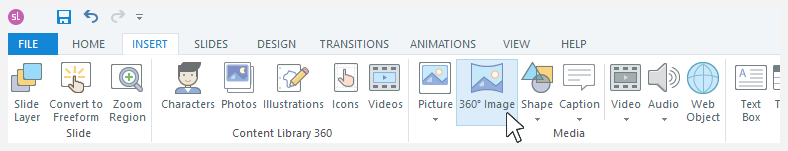 sl
FILE HOME INSERT SLIDES DESIGN TRANSITIONS ANIMATIONS VIEW HELP
Slide Layer
Convert to Freeform
Zoom Region
Characters
Photos
Illustrations
Icons
Videos
Picture
360° Image
Shape
Caption
Video
Audio
Web Object
A
Text Box
Slide
Content Library 360
Media